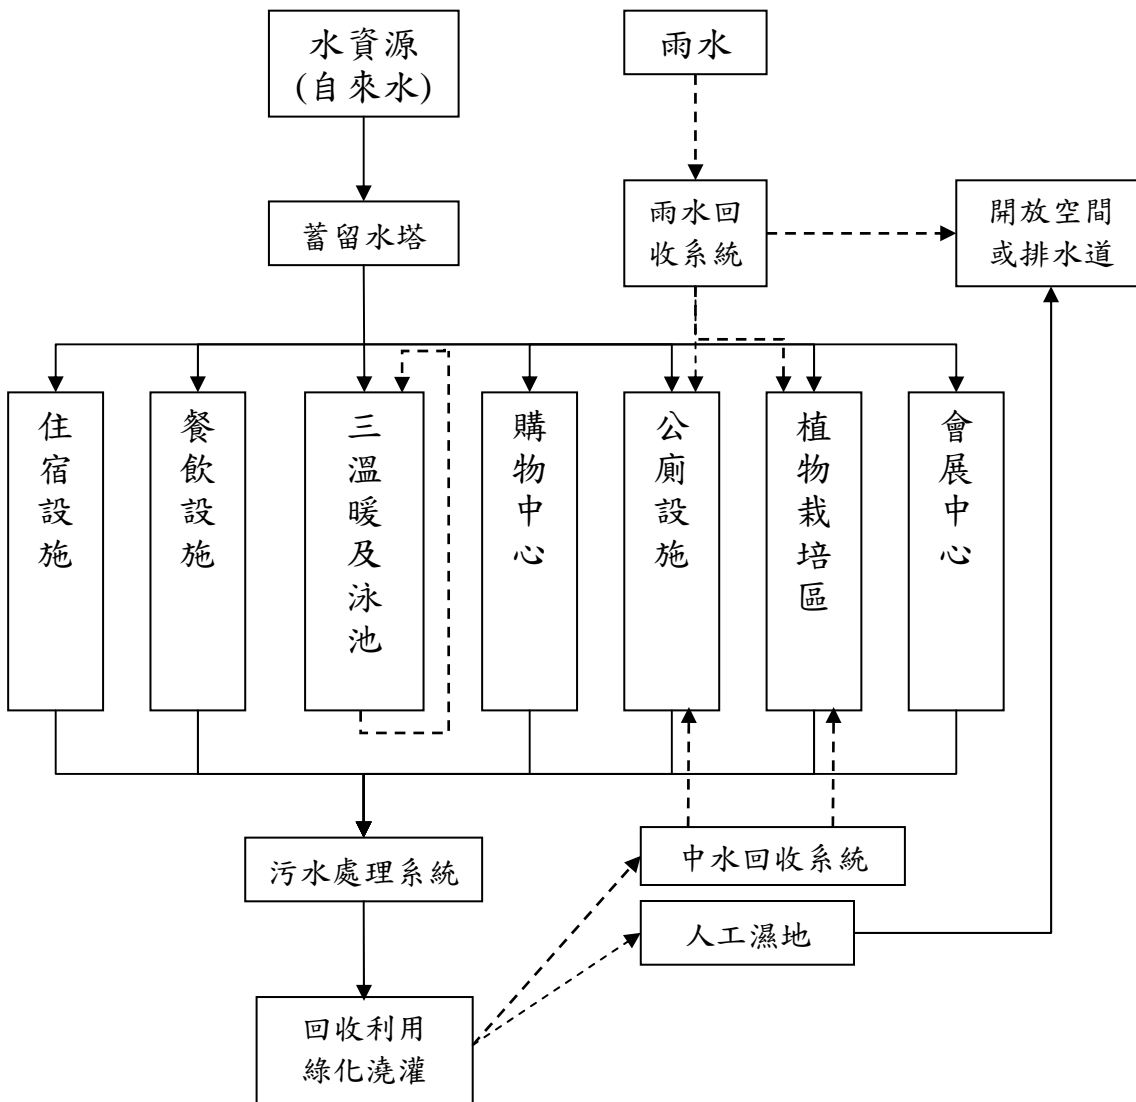 水資源
(自來水)
雨水
蓄留水塔
雨水回
收系統
開放空間
或排水道
住宿設施
餐飲設施
三溫暖及泳池
購物中心
公廁設施
植物栽培區
會展中心
污水處理系統
中水回收系統
人工濕地
回收利用
綠化澆灌